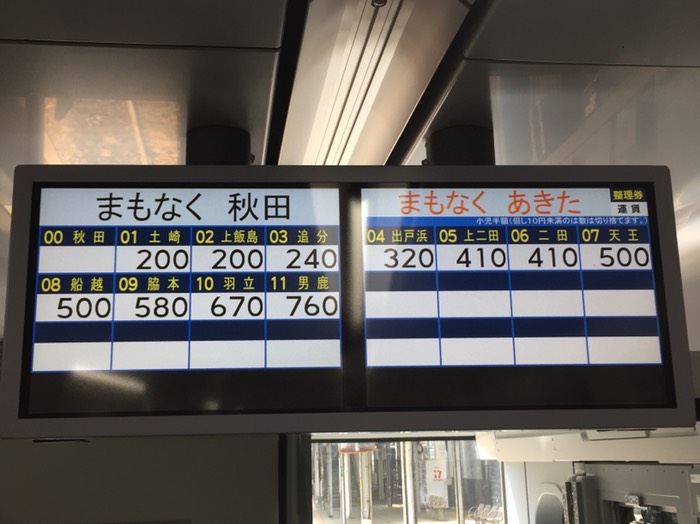 まもなく 秋田
00 秋田 01 土崎 02 上飯島 03 追分
200 200 240
08 船越 09 脇本 10 羽立 11 男鹿
500 580 670 760
まもなく あきた
整理券
運賃
小児半額(但し10円未満のは数は切り捨てます。)
04 出戸浜 05 上二田 06 二田 07 天王
320 410 410 500